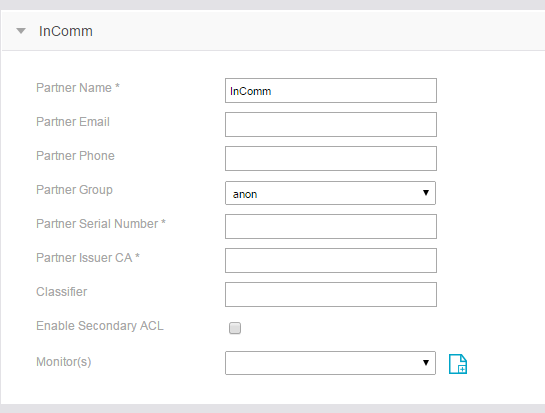 InComm
Partner Name * InComm
Partner Email
Partner Phone
Partner Group anon
Partner Serial Number *
Partner Issuer CA *
Classifier
Enable Secondary ACL
Monitor(s)